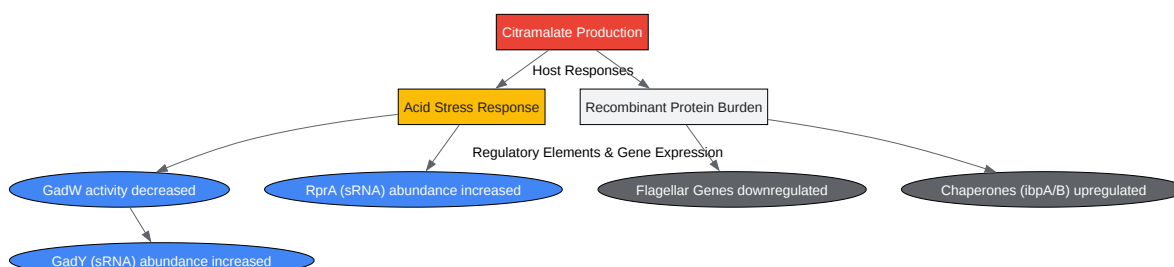 Citramalate Production
Host Responses
Acid Stress Response
Recombinant Protein Burden
Regulatory Elements & Gene Expression
GadW activity decreased
RprA (sRNA) abundance increased
Flagellar Genes downregulated
Chaperones (ibpA/B) upregulated
GadY (sRNA) abundance increased